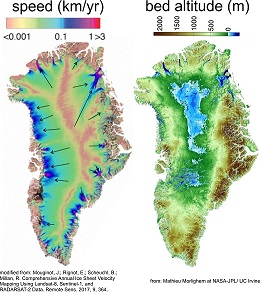 speed (km/yr)
<0.001 0.1 1->3
bed altitude (m)
2000
1500
1000
500
0
modified from: Mouginot, J.; Rignot, E.; Scheuchl, B.;
Millan, R. Comprehensive Annual Ice Sheet Velocity
Mapping Using Landsat-8, Sentinel-1, and
RADARSAT-2 Data. Remote Sens. 2017, 9, 364.
from: Mathieu Morlighem at NASA-JPL/ UC Irvine